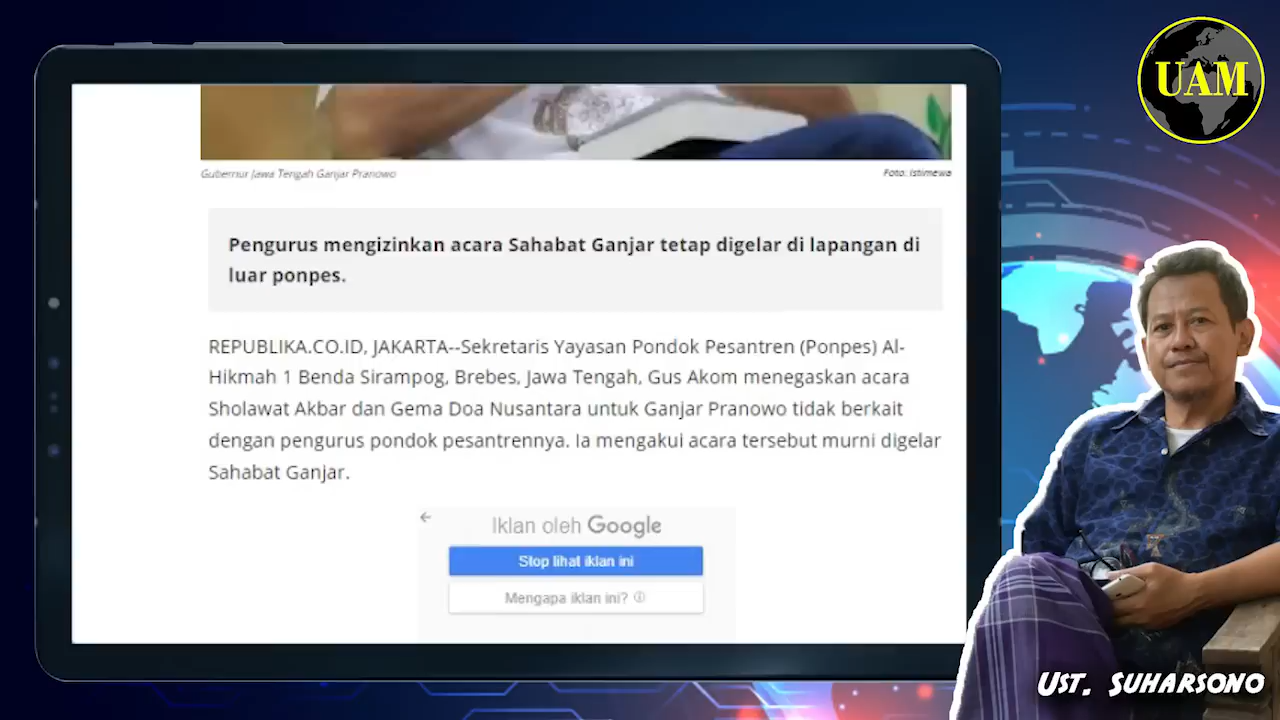 UAM
Gubernur Jawa Tengah Ganjar Pranowo
Foto: Istimewa
Pengurus mengizinkan acara Sahabat Ganjar tetap digelar di lapangan di
luar ponpes.
REPUBLIKA.CO.ID, JAKARTA--Sekretaris Yayasan Pondok Pesantren (Ponpes) Al-
Hikmah 1 Benda Sirampog, Brebes, Jawa Tengah, Gus Akom menegaskan acara
Sholawat Akbar dan Gema Doa Nusantara untuk Ganjar Pranowo tidak berkait
dengan pengurus pondok pesantrennya. Ia mengakui acara tersebut murni digelar
Sahabat Ganjar.
Iklan oleh Google
Stop lihat iklan ini
Mengapa iklan ini?
UST. SUHARSONO